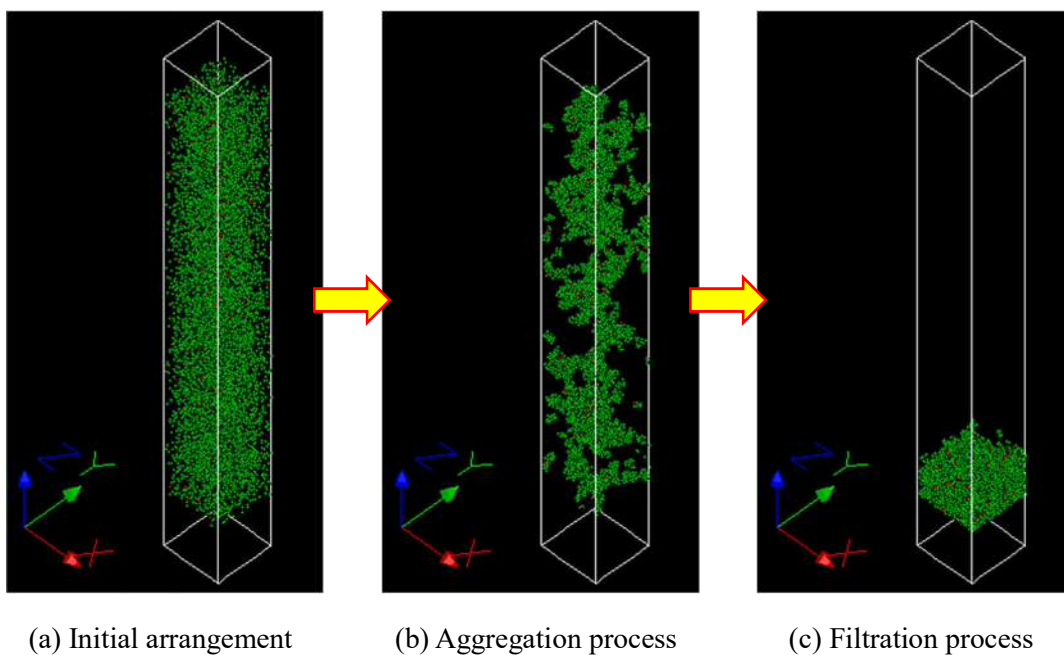 Z Y X
Z Y X
Z Y X
(a) Initial arrangement (b) Aggregation process (c) Filtration process